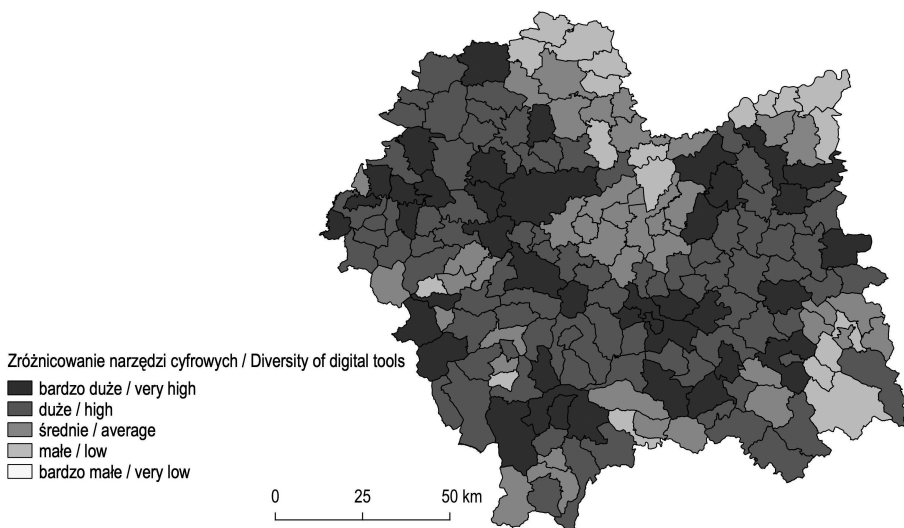 Zróżnicowanie narzędzi cyfrowych / Diversity of digital tools
bardzo duże / very high
duże / high
średnie / average
małe / low
bardzo małe / very low
0 25 50 km